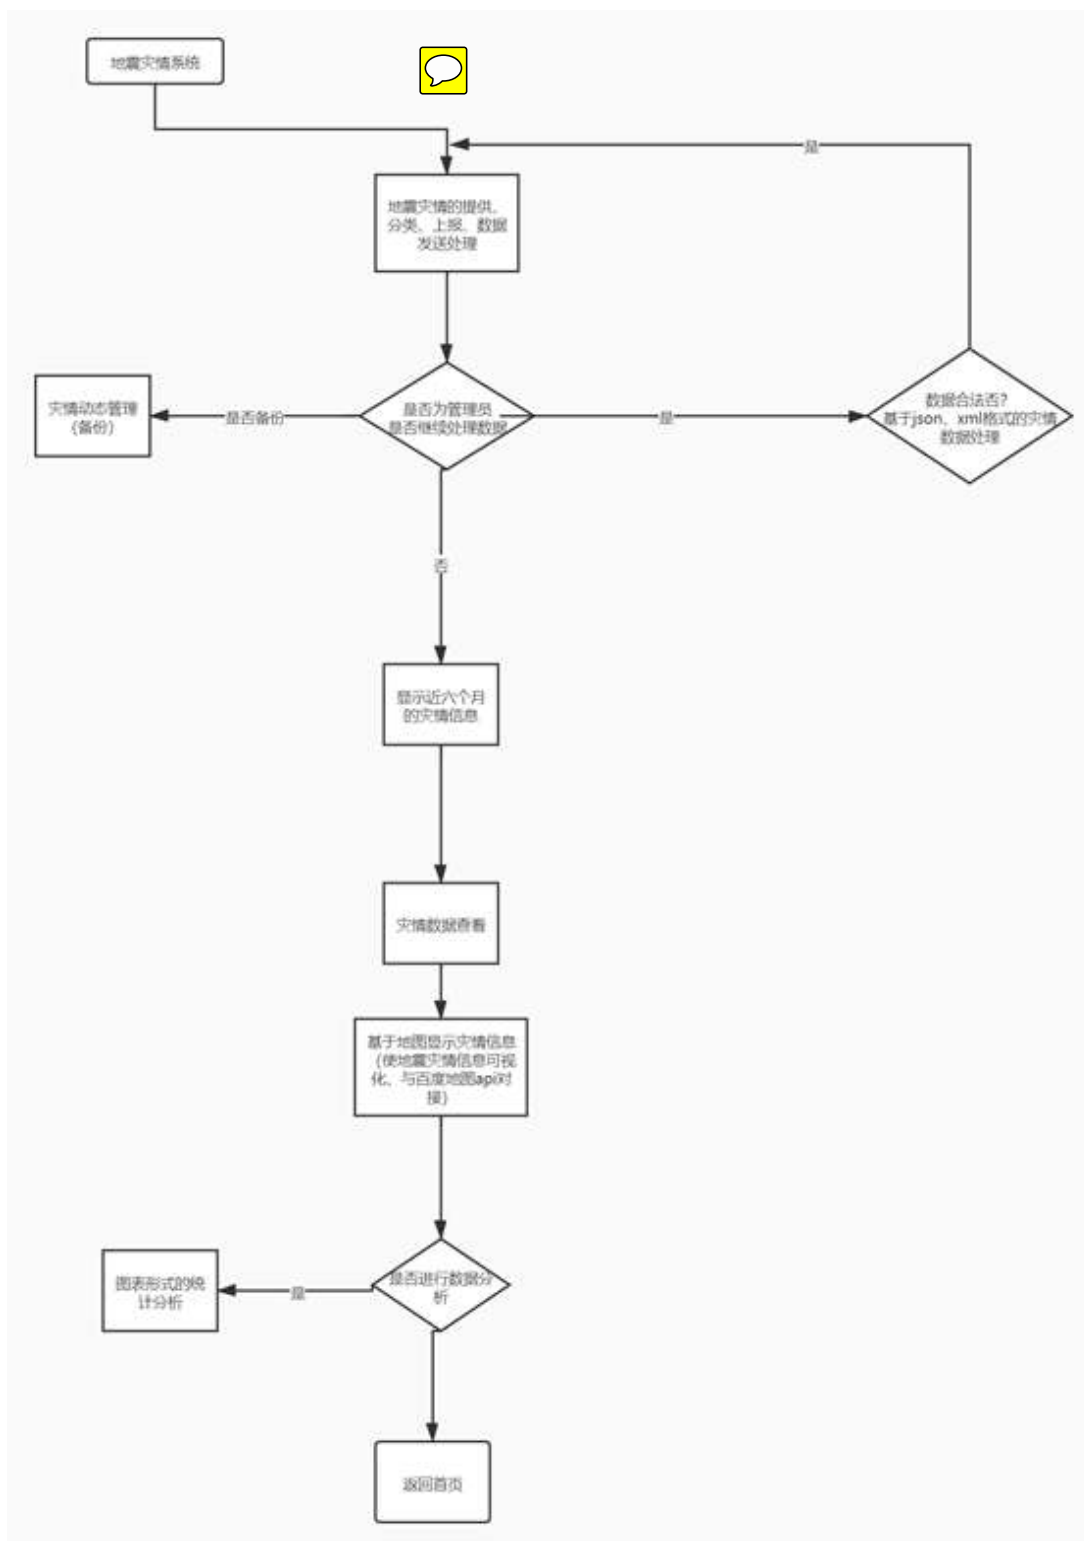 地震灾情系统
是
地震灾情的提供、
分类、上报、数据
发送处理
灾情动态管理
（备份）
是否备份
是否为管理员
是否继续处理数据
是
数据合法否？
基于json、xml格式的灾情
数据处理
否
显示近六个月
的灾情信息
灾情数据查看
基于地图显示灾情信息
（使地震灾情信息可视
化、与百度地图api对
接）
图表形式的统
计分析
是
是否进行数据分
析
返回首页